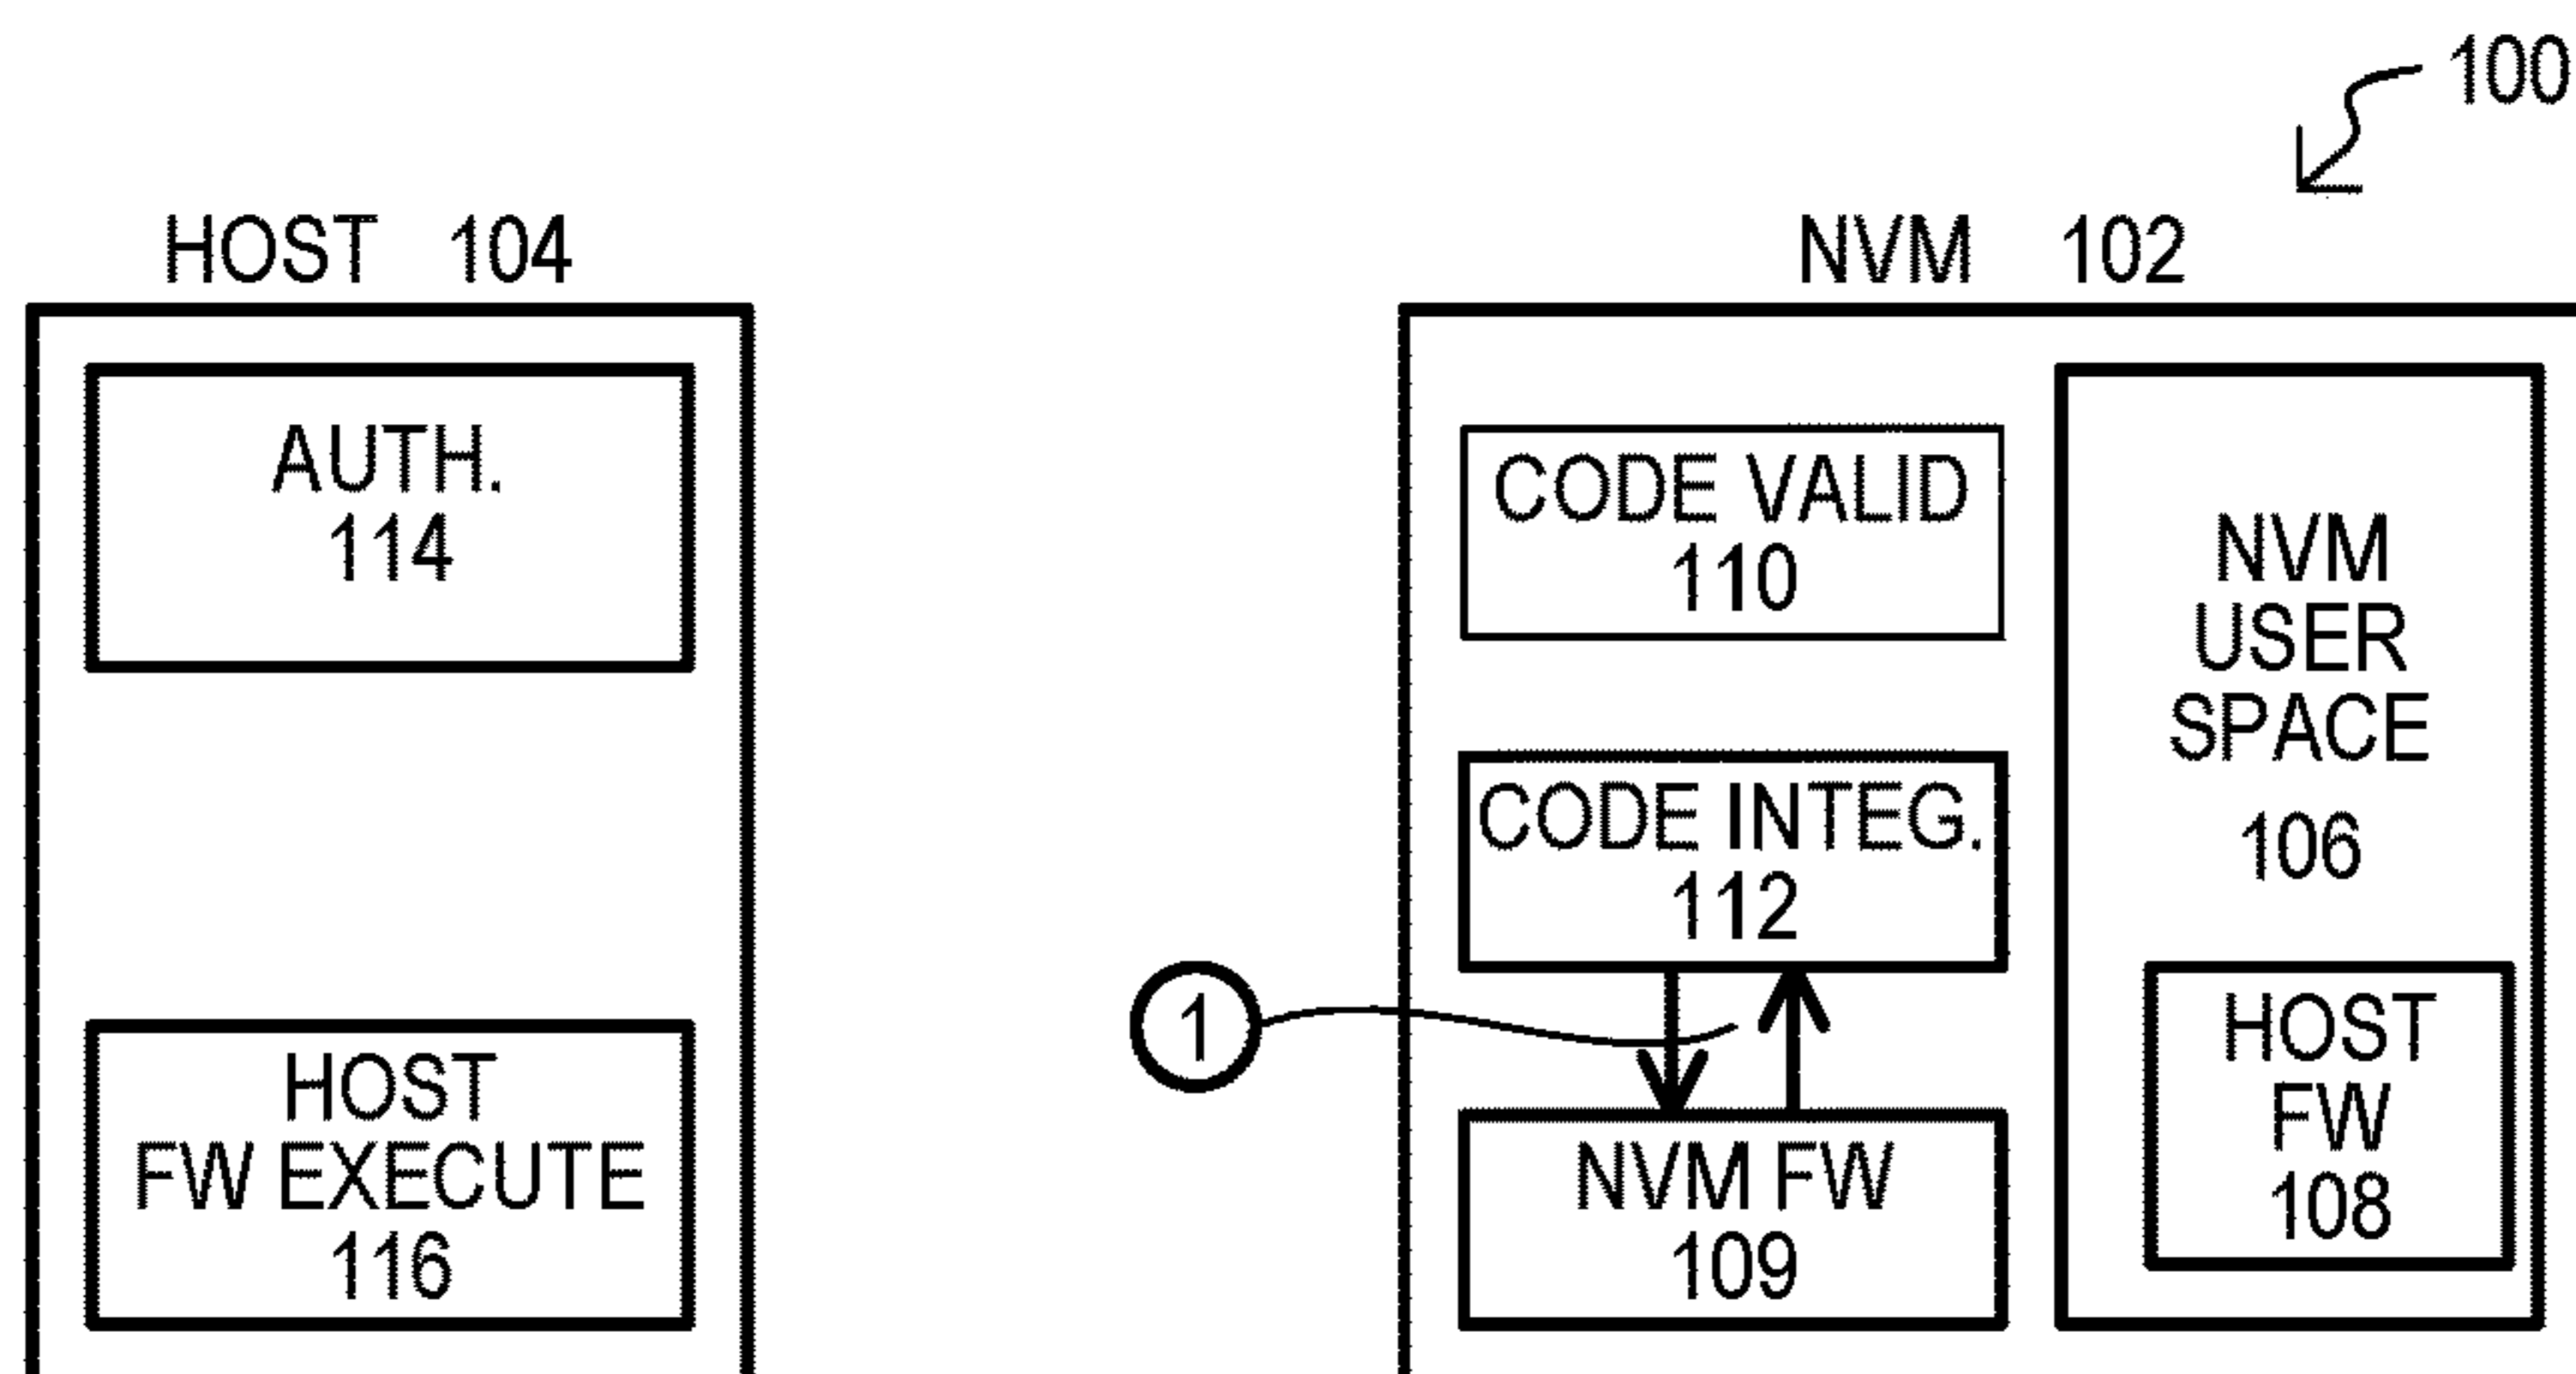 100
HOST 104
AUTH.
114
HOST
FW EXECUTE
116
1
NVM 102
CODE VALID
110
CODE INTEG.
112
NVM FW
109
NVM
USER
SPACE
106
HOST
FW
108